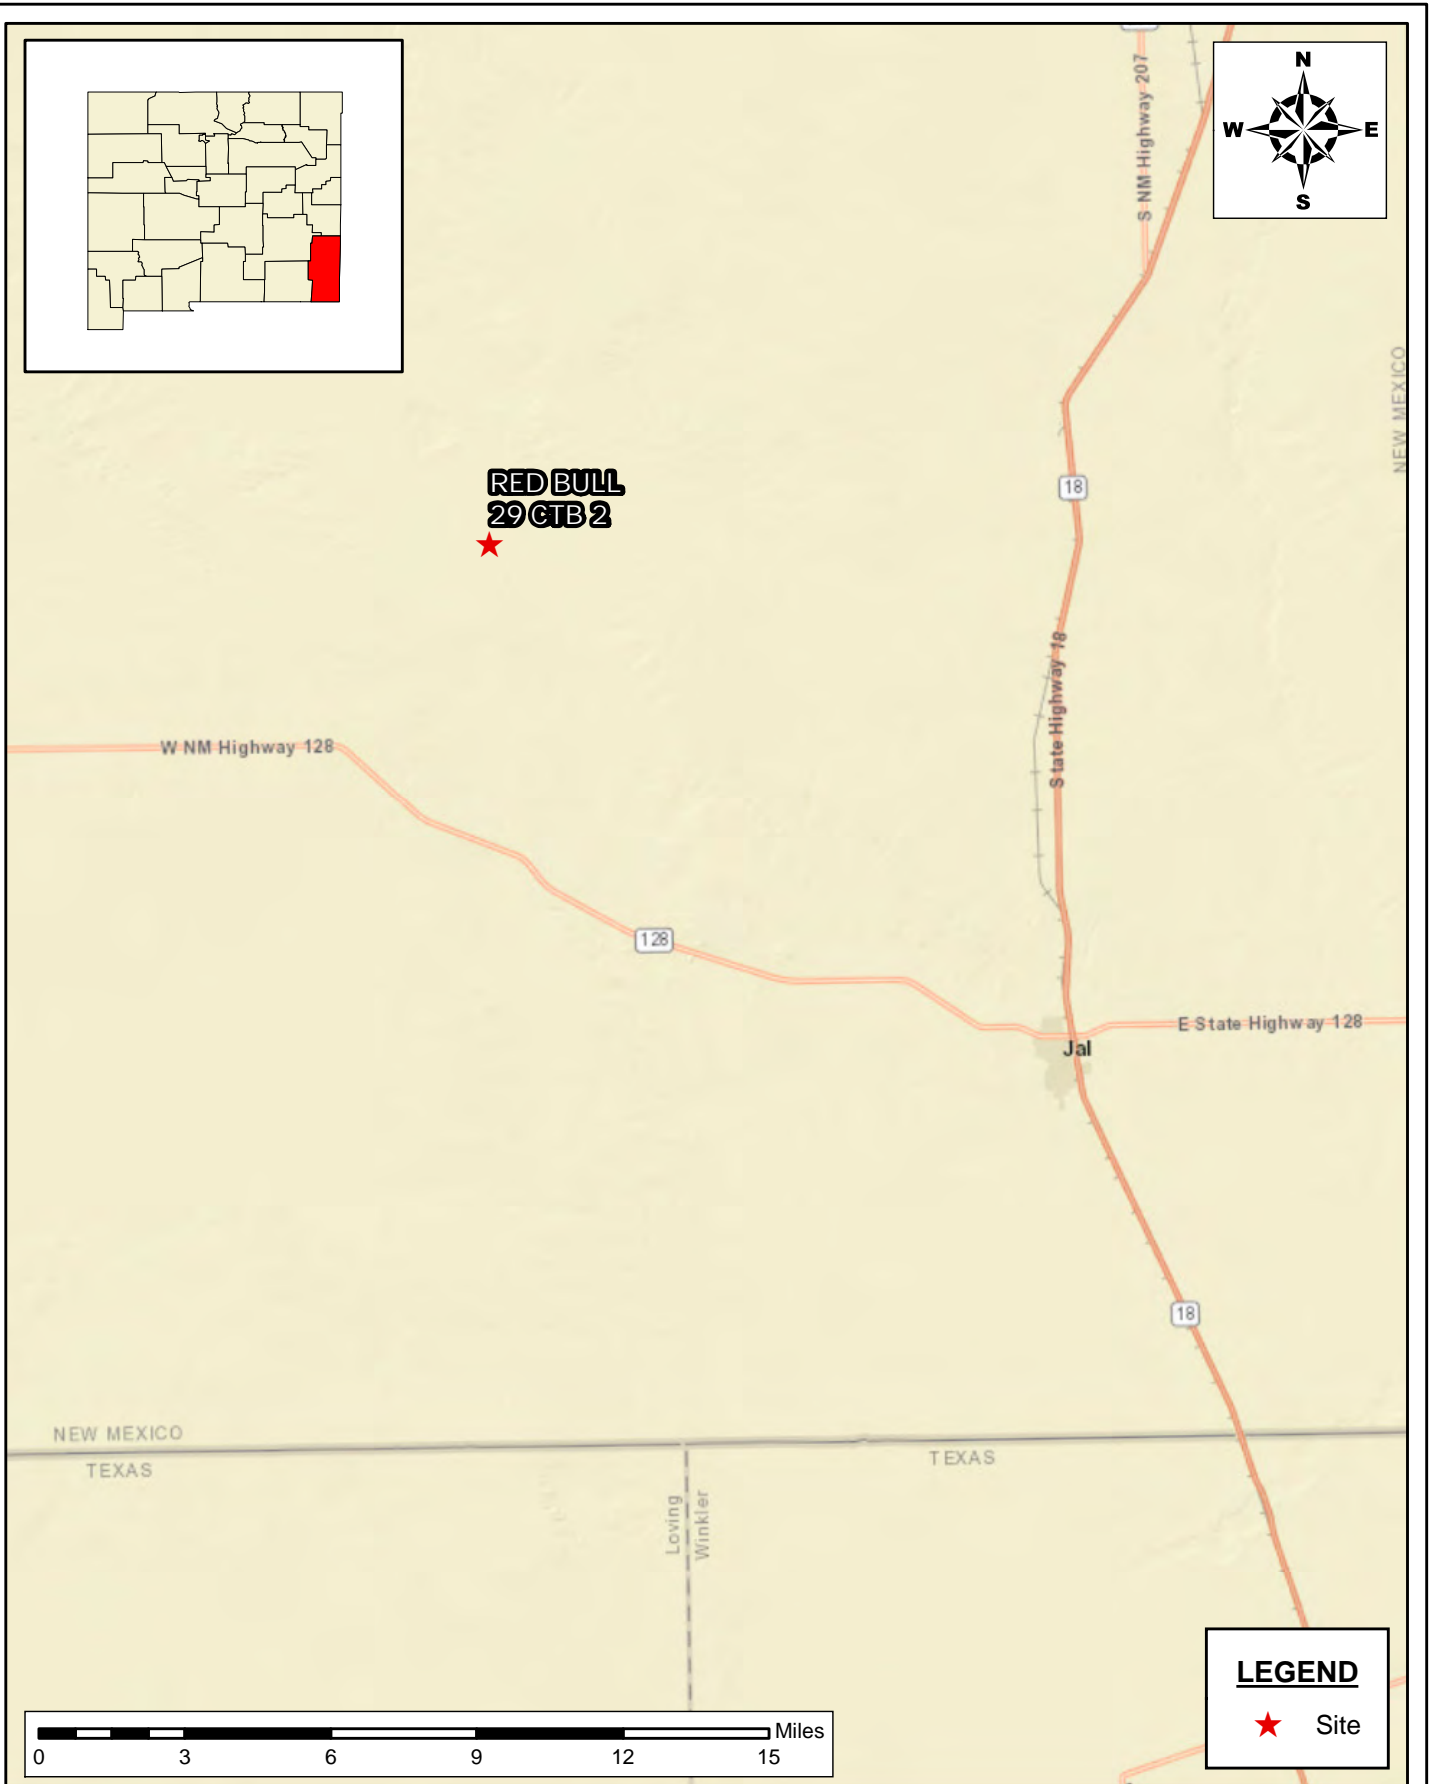 N
W E
S
S NM Highway 207
NEW MEXICO
RED BULL
29 CTB 2
18
State Highway 18
W NM Highway 128
128
E State Highway 128
Jal
18
NEW MEXICO
TEXAS
TEXAS
Loving
Winkler
LEGEND
Site
Miles
0 3 6 9 12 15